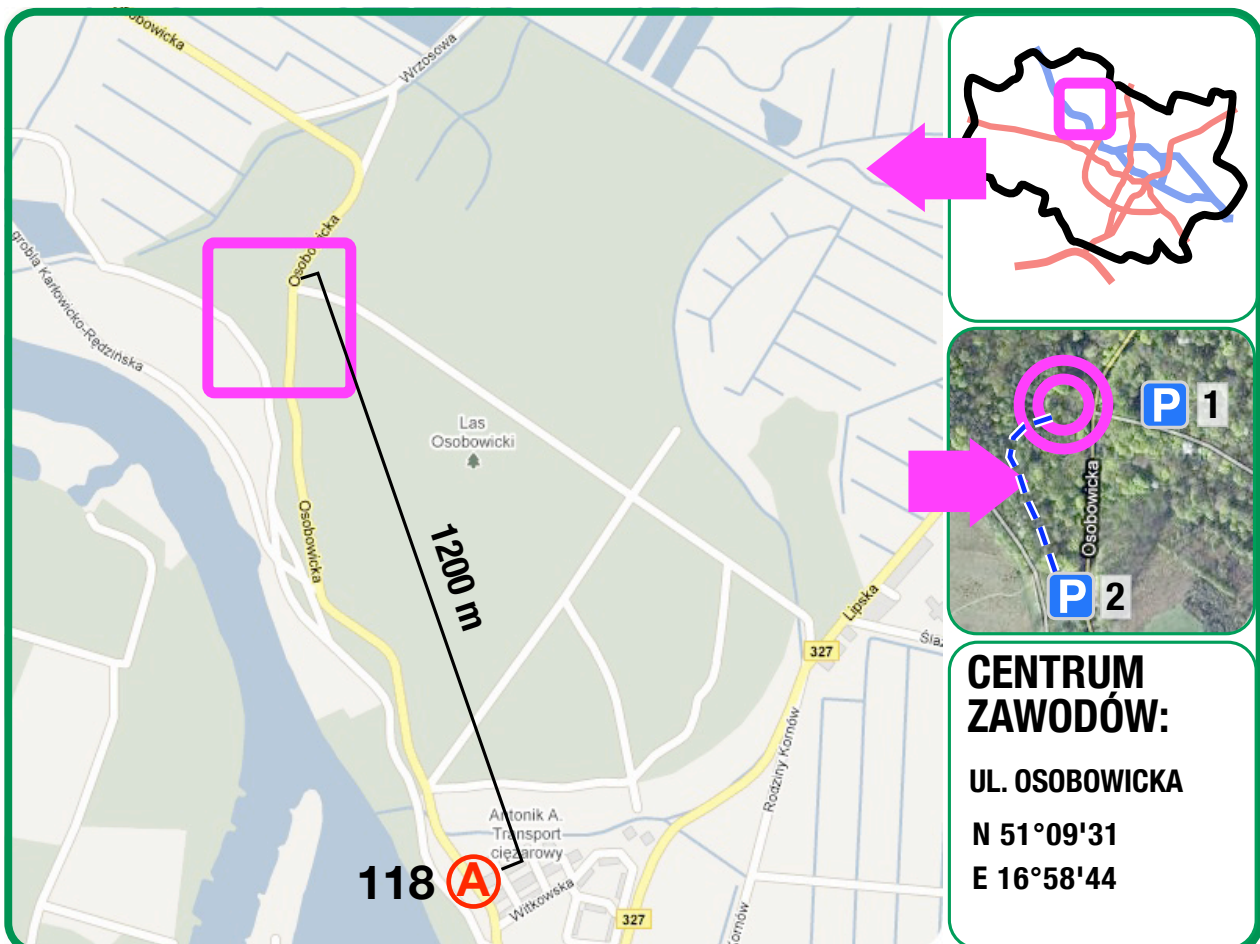 Osobowicka
Wrzosowa
Osobowicka
grobla Karłowicko-Rędzińska
Las
Osobowicki
Osobowicka
1200 m
Lipska
327
Rodziny Kornów
Antonik A.
Transport
ciężarowy
118 A
Witkowska
327
Kornów
P 1
Osobowicka
P 2
CENTRUM
ZAWODÓW:
UL. OSOBOWICKA
N 51°09'31
E 16°58'44